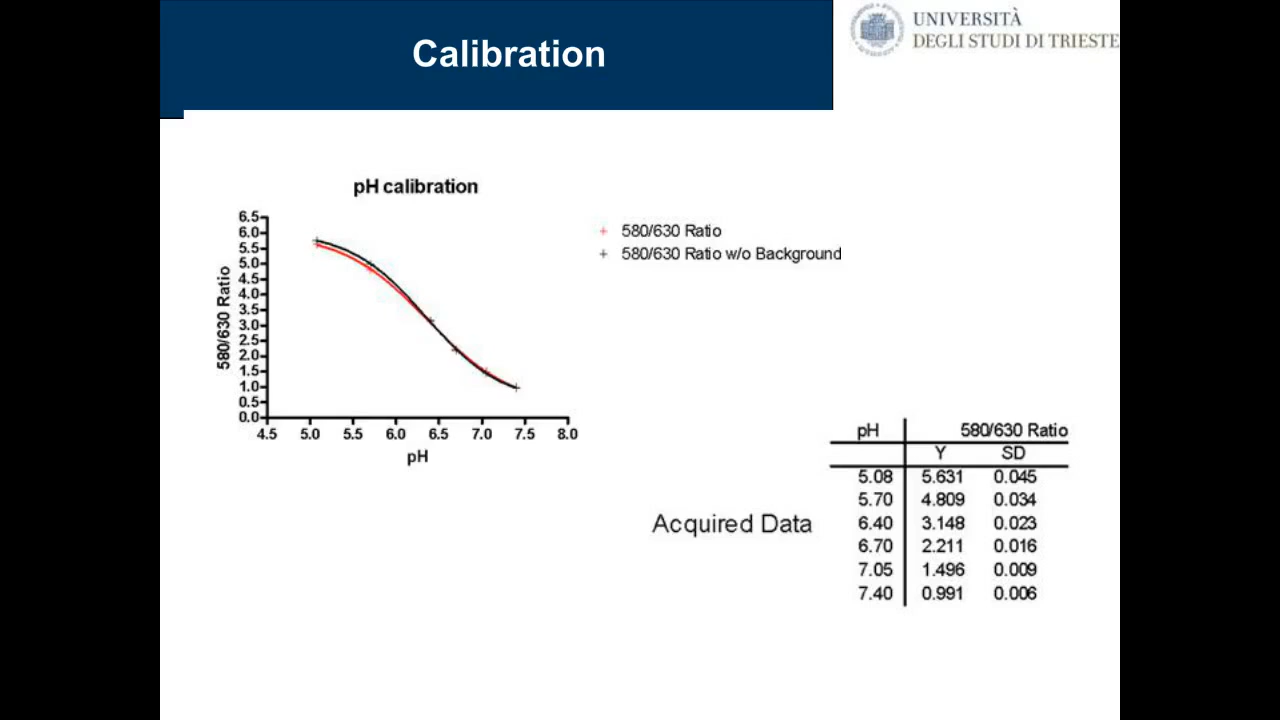 Calibration
UNIVERSITÀ
DEGLI STUDI DI TRIESTE
pH calibration
6.5
6.0
5.5
5.0
4.5
4.0
3.5
3.0
2.5
2.0
1.5
1.0
0.5
0.0
580/630 Ratio
4.5 5.0 5.5 6.0 6.5 7.0 7.5 8.0
pH
580/630 Ratio
580/630 Ratio w/o Background
Acquired Data
pH 580/630 Ratio
Y SD
5.08 5.631 0.045
5.70 4.809 0.034
6.40 3.148 0.023
6.70 2.211 0.016
7.05 1.496 0.009
7.40 0.991 0.006